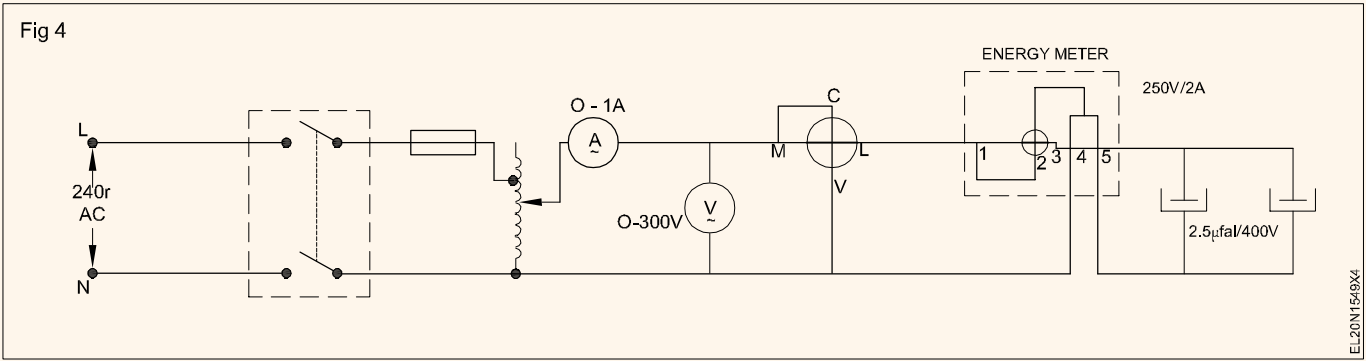 Fig 4
ENERGY METER
250V/2A
O - 1A
A
~
C
M
L
V
L
240r
AC
N
O-300V
V
~
1
2
3
4
5
2.5µfal/400V
EL20N1549X4